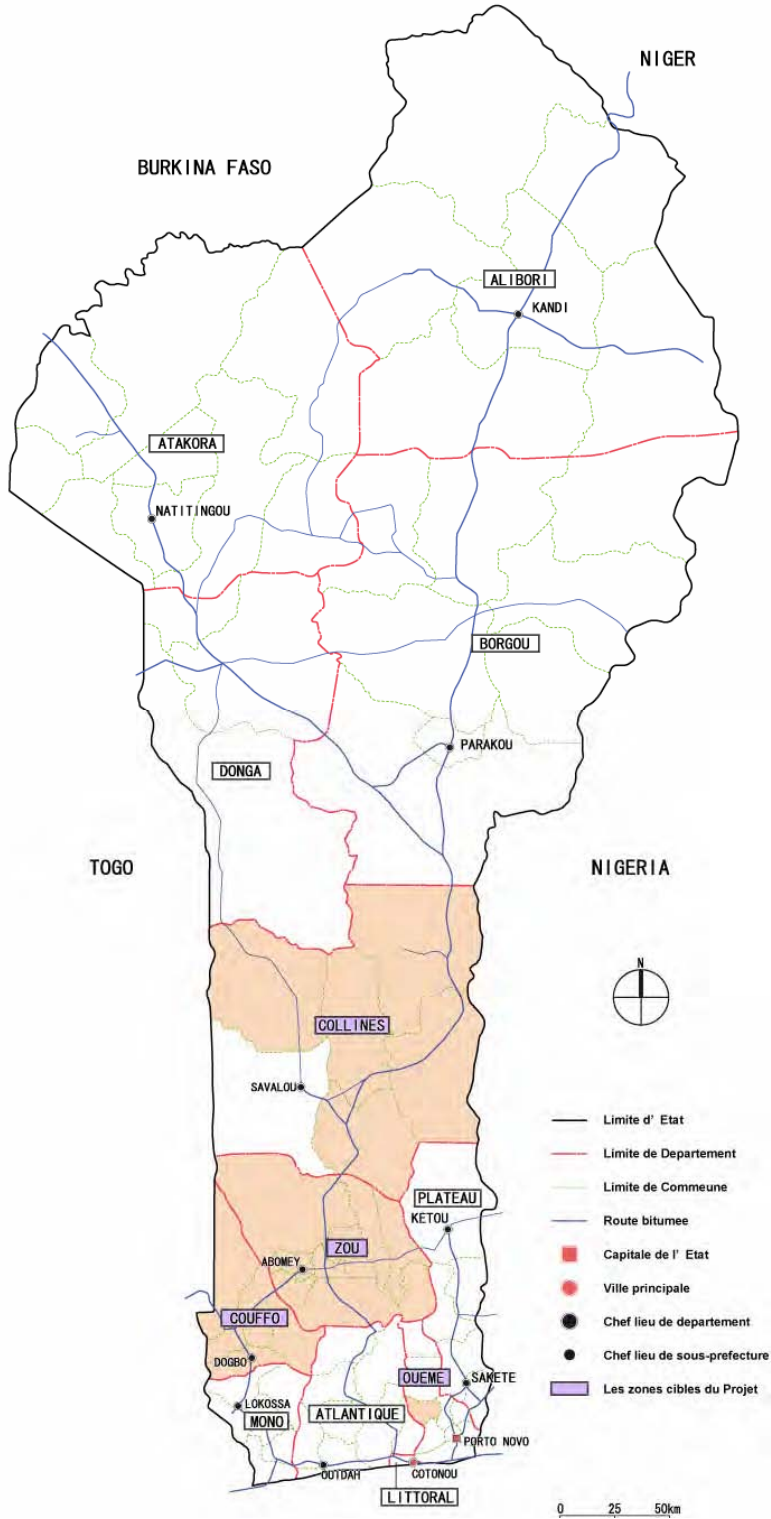 NIGER
BURKINA FASO
ALIBORI
KANDI
ATAKORA
NATITINGOU
BORGOU
PARAKOU
DONGA
TOGO
NIGERIA
N
COLLINES
SAVALOU
Limite d' Etat
Limite de Departement
PLATEAU
Limite de Commeune
KETOU
Route bitumee
ZOU
Capitale de l' Etat
ABOMEY
Ville principale
COUFFO
Chef lieu de departement
DOGBO
Chef lieu de sous-prefecture
OUEME
SAKETE
Les zones cibles du Projet
LOKOSSA
MONO
ATLANTIQUE
PORTO NOVO
OUIDAH
COTONOU
LITTORAL
0 25 50km